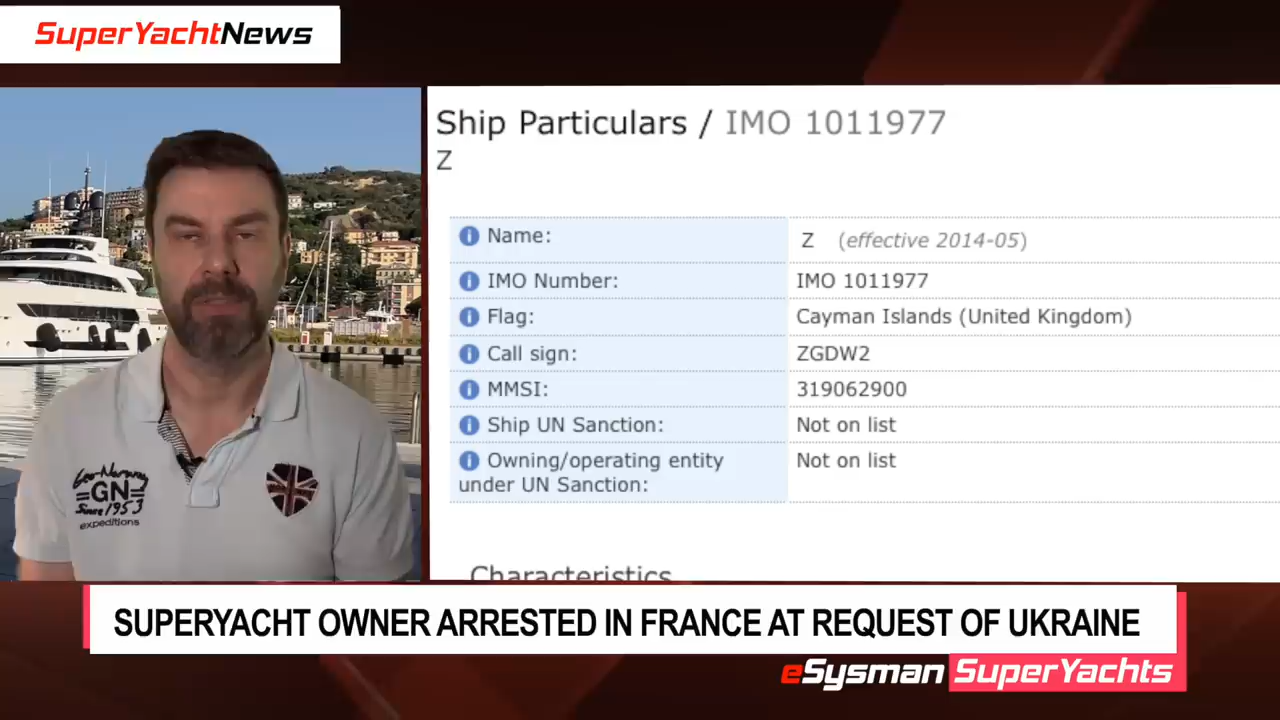 SuperYachtNews
Ship Particulars / IMO 1011977
Z
Name: Z (effective 2014-05)
IMO Number: IMO 1011977
Flag: Cayman Islands (United Kingdom)
Call sign: ZGDW2
MMSI: 319062900
Ship UN Sanction: Not on list
Owning/operating entity Not on list
under UN Sanction:
Characteristics
Geo-Norway
=GN=
Since 1953
expeditions
SUPERYACHT OWNER ARRESTED IN FRANCE AT REQUEST OF UKRAINE
eSysman SuperYachts